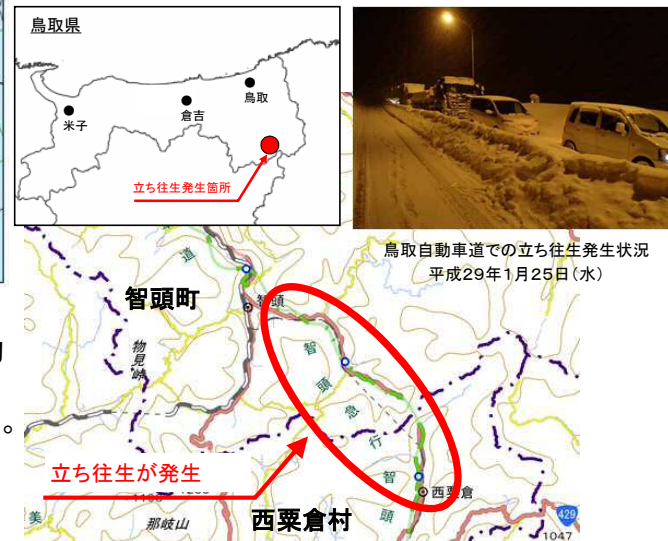 鳥取県
米子
倉吉
鳥取
立ち往生発生箇所
鳥取自動車道での立ち往生発生状況
平成29年1月25日(水)
道
智頭町
智頭
物見峠
智
頭
急
行
智
頭
。
立ち往生が発生
美
那岐山
西粟倉村
西粟倉
429
1047